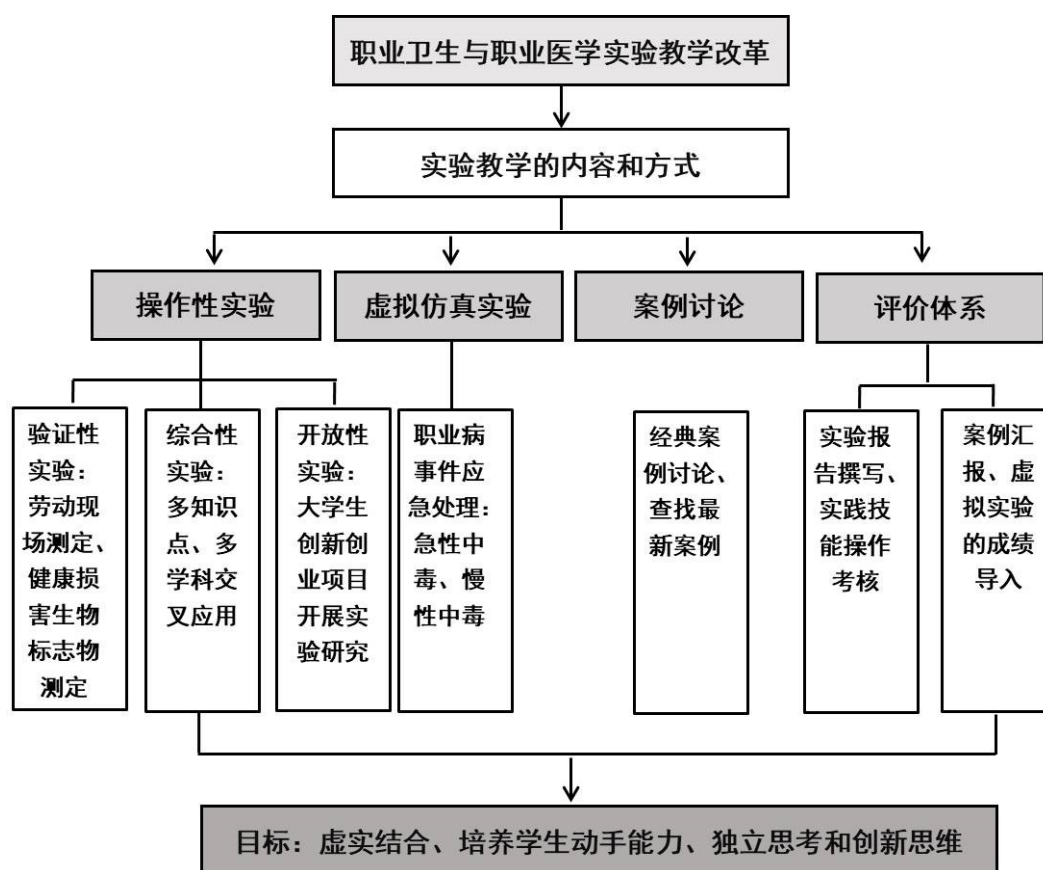 职业卫生与职业医学实验教学改革
实验教学的内容和方式
操作性实验
虚拟仿真实验
案例讨论
评价体系
验证性
实验：
劳动现
场测定、
健康损
害生物
标志物
测定
综合性
实验：
多知识
点、多
学科交
叉应用
开放性
实验：
大学生
创新创
业项目
开展实
验研究
职业病
事件应
急处理：
急性中
毒、慢
性中毒
经典案
例讨论、
查找最
新案例
实验报
告撰写、
实践技
能操作
考核
案例汇
报、虚
拟实验
的成绩
导入
目标：虚实结合、培养学生动手能力、独立思考和创新思维